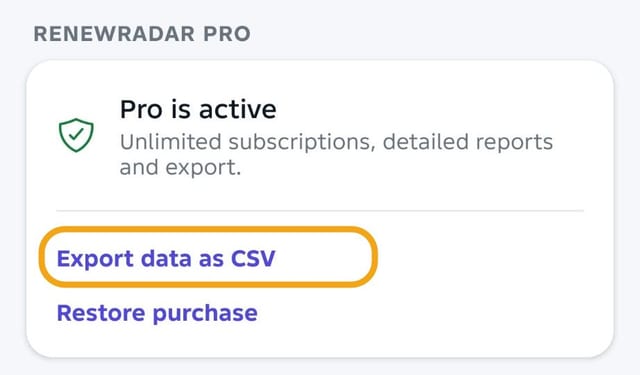 RENEWRADAR PRO
Pro is active
Unlimited subscriptions, detailed reports
and export.
Export data as CSV
Restore purchase